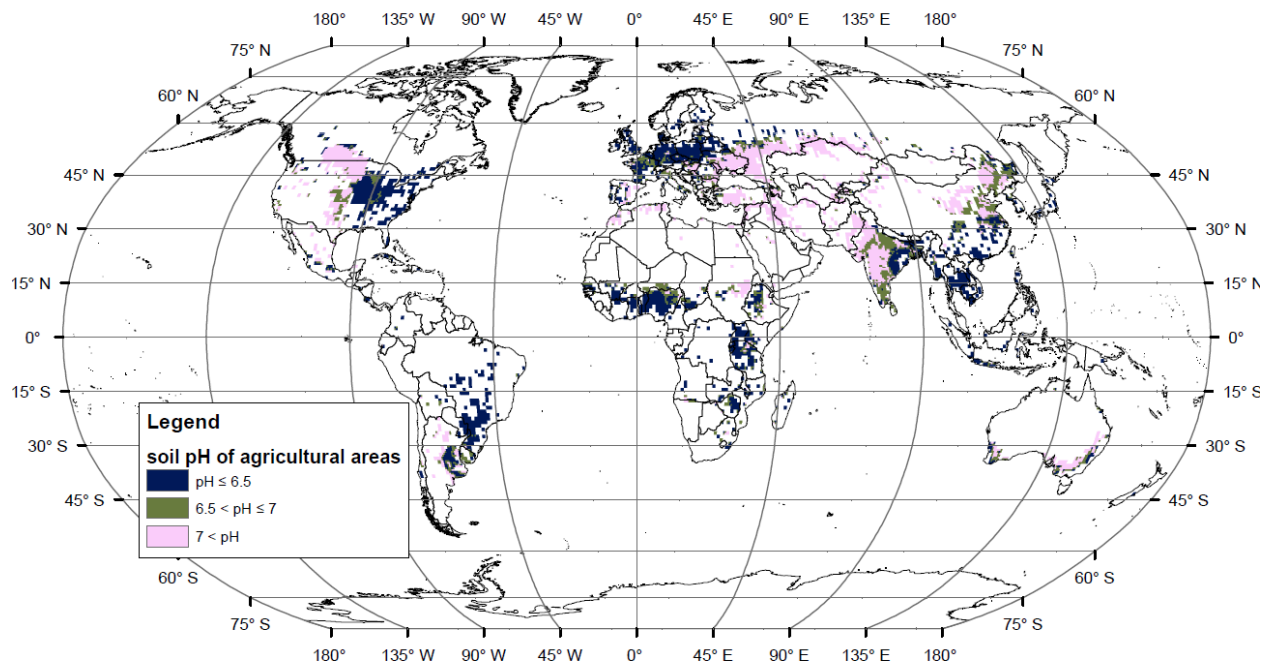 180° 135° W 90° W 45° W 0° 45° E 90° E 135° E 180°
75° N 75° N
60° N 60° N
45° N 45° N
30° N 30° N
15° N 15° N
0° 0°
15° S 15° S
30° S 30° S
45° S 45° S
60° S 60° S
75° S 75° S
Legend
soil pH of agricultural areas
pH ≤ 6.5
6.5 < pH ≤ 7
7 < pH
180° 135° W 90° W 45° W 0° 45° E 90° E 135° E 180°